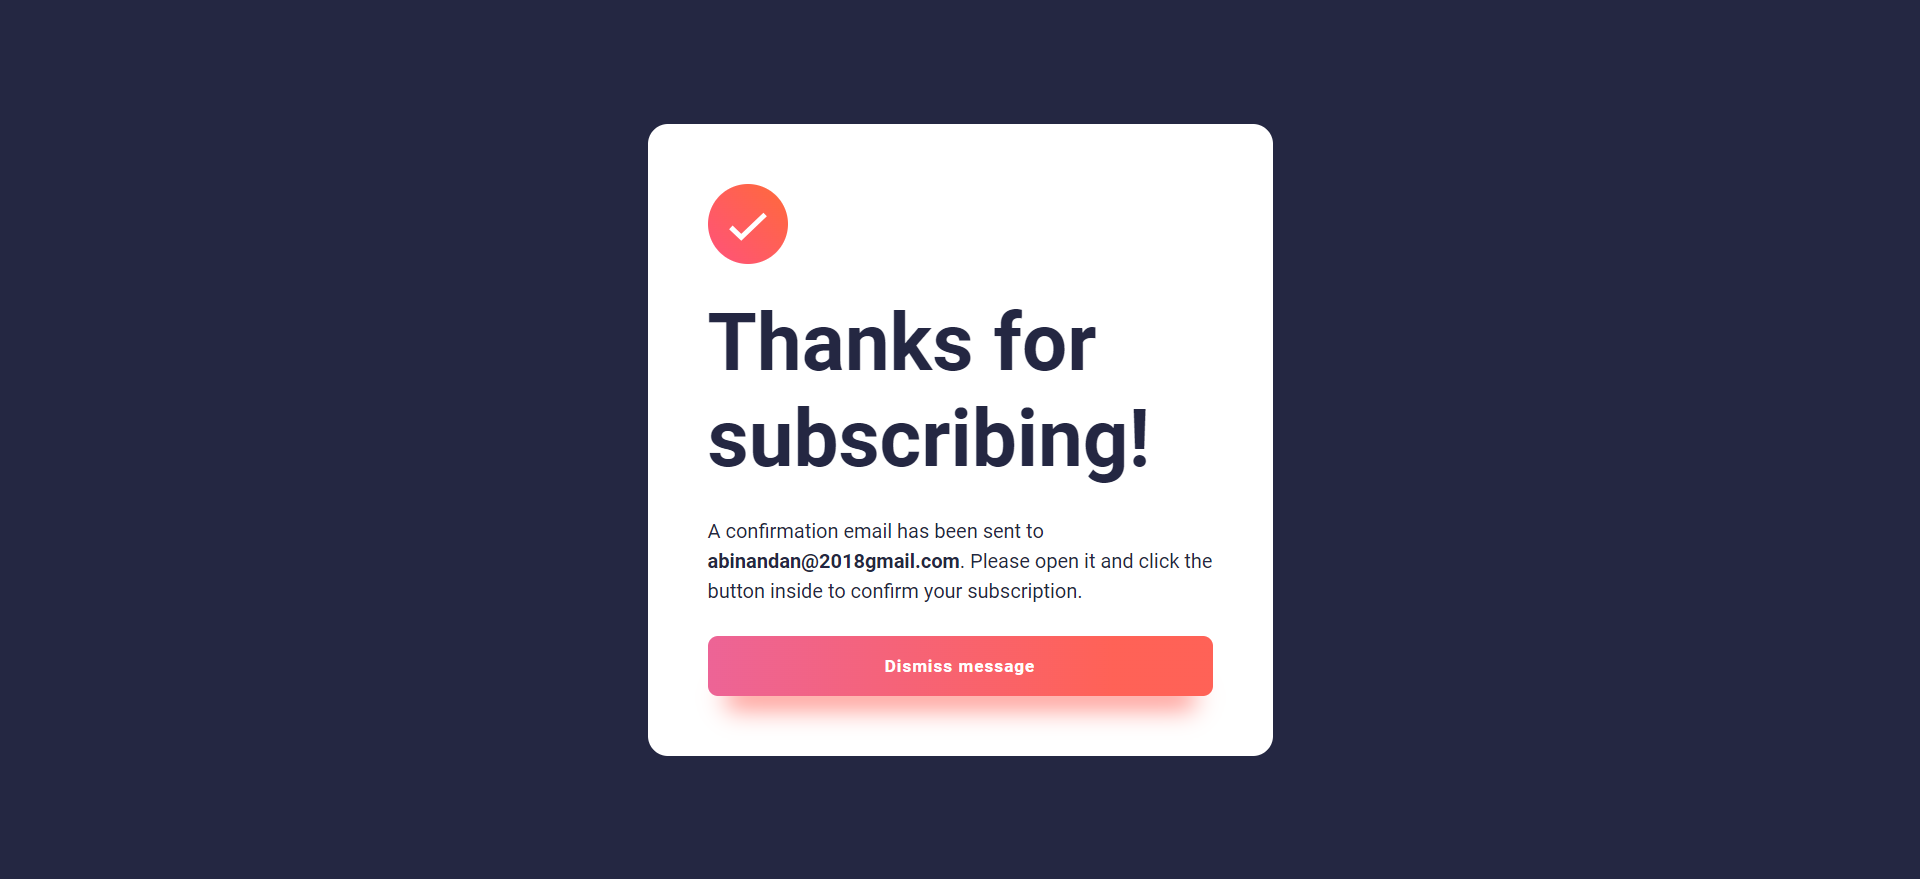 Thanks for
subscribing!
A confirmation email has been sent to
abinandan@2018gmail.com. Please open it and click the
button inside to confirm your subscription.
Dismiss message